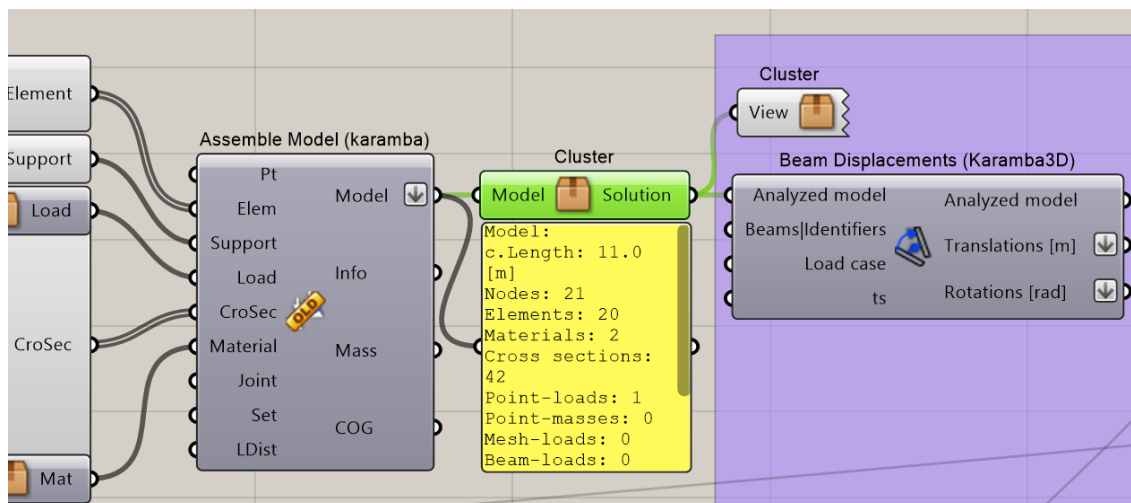 Element
Support
Load
CroSec
Mat
Assemble Model (karamba)
Pt
Elem
Support
Load
CroSec
Material
Joint
Set
LDist
OLD
Model
Info
Mass
COG
Cluster
Model Solution
Model:
c.Length: 11.0
[m]
Nodes: 21
Elements: 20
Materials: 2
Cross sections:
42
Point-loads: 1
Point-masses: 0
Mesh-loads: 0
Beam-loads: 0
Cluster
View
Beam Displacements (Karamba3D)
Analyzed model
Beams|Identifiers
Load case
ts
Analyzed model
Translations [m]
Rotations [rad]